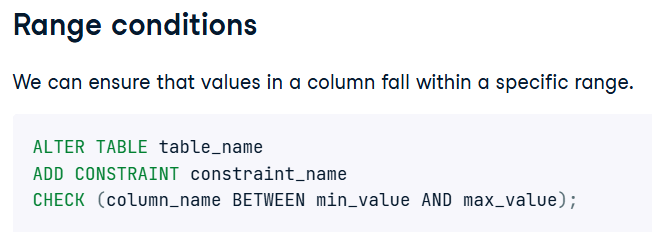 Range conditions
We can ensure that values in a column fall within a specific range.
ALTER TABLE table_name
ADD CONSTRAINT constraint_name
CHECK (column_name BETWEEN min_value AND max_value);